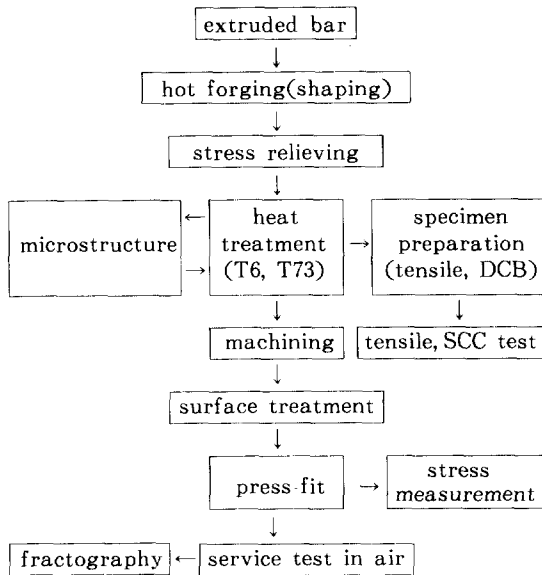 extruded bar
hot forging(shaping)
stress relieving
microstructure
heat
treatment
(T6, T73)
specimen
preparation
(tensile, DCB)
machining
tensile, SCC test
surface treatment
press-fit
stress
measurement
fractography
service test in air